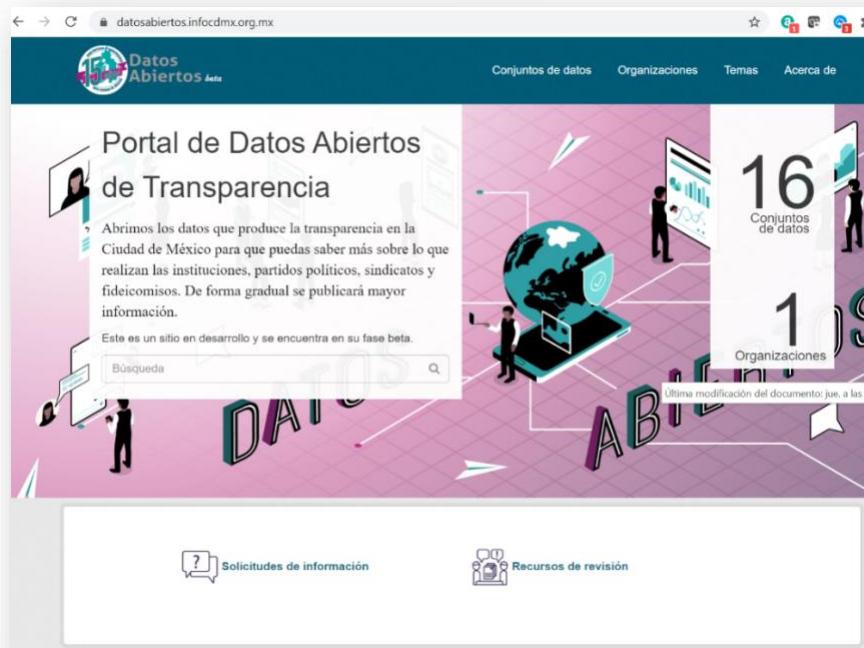 datosabiertos.infocdmx.org.mx
15
Datos
Abiertos beta
Conjuntos de datos
Organizaciones
Temas
Acerca de
Portal de Datos Abiertos
de Transparencia
Abrimos los datos que produce la transparencia en la
Ciudad de México para que puedas saber más sobre lo que
realizan las instituciones, partidos políticos, sindicatos y
fideicomisos. De forma gradual se publicará mayor
información.
Este es un sitio en desarrollo y se encuentra en su fase beta.
Búsqueda
16
Conjuntos
de datos
1
Organizaciones
Última modificación del documento: jue. a las
DATOS
ABIERTOS
Solicitudes de información
Recursos de revisión